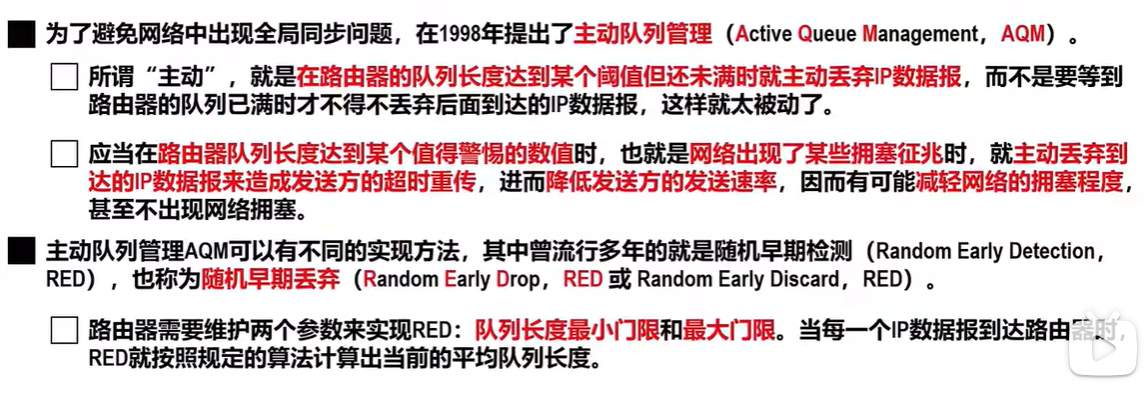 为了避免网络中出现全局同步问题，在1998年提出了主动队列管理（Active Queue Management，AQM）。
所谓“主动”，就是在路由器的队列长度达到某个阈值但还未满时就主动丢弃IP数据报，而不是要等到
路由器的队列已满时才不得不丢弃后面到达的IP数据报，这样就太被动了。
应当在路由器队列长度达到某个值得警惕的数值时，也就是网络出现了某些拥塞征兆时，就主动丢弃到
达的IP数据报来造成发送方的超时重传，进而降低发送方的发送速率，因而有可能减轻网络的拥塞程度，
甚至不出现网络拥塞。
主动队列管理AQM可以有不同的实现方法，其中曾流行多年的就是随机早期检测（Random Early Detection，
RED），也称为随机早期丢弃（Random Early Drop，RED 或 Random Early Discard，RED）。
路由器需要维护两个参数来实现RED：队列长度最小门限和最大门限。当每一个IP数据报到达路由器时，
RED就按照规定的算法计算出当前的平均队列长度。